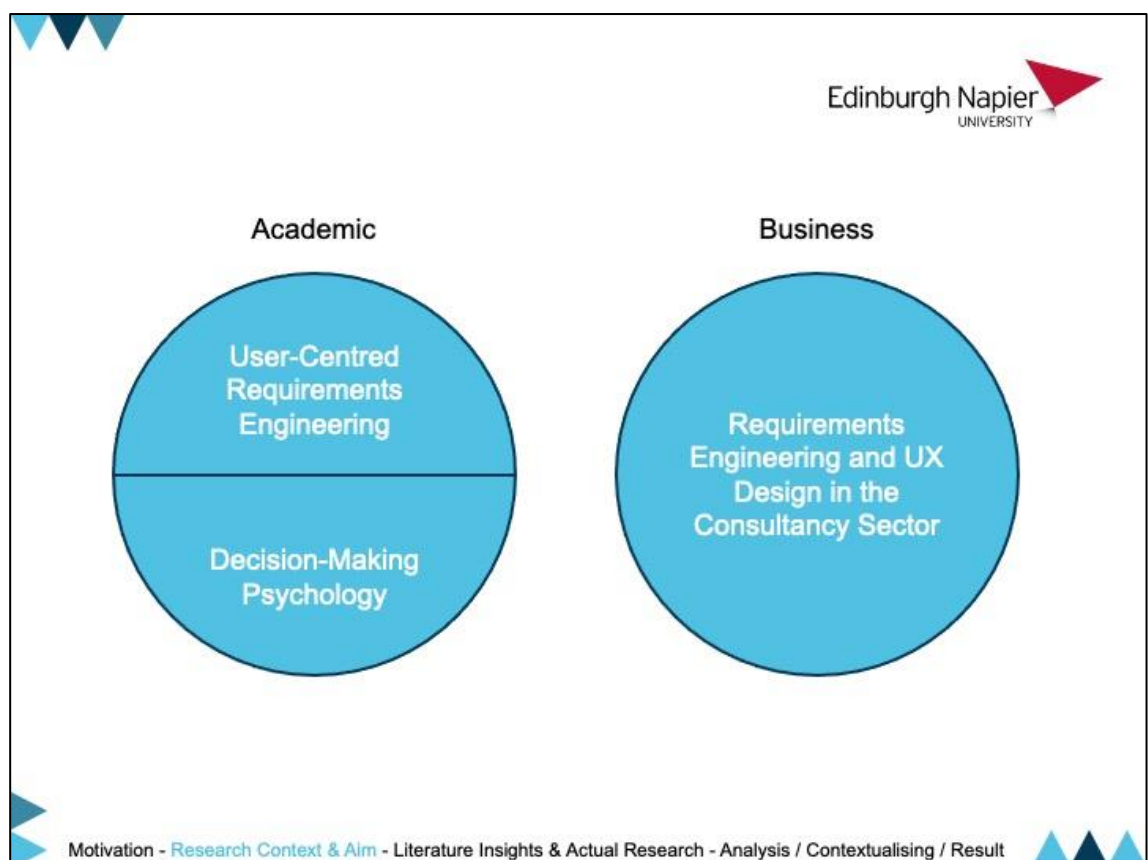 Edinburgh Napier
UNIVERSITY
Academic
Business
User-Centred
Requirements
Engineering
Decision-Making
Psychology
Requirements
Engineering and UX
Design in the
Consultancy Sector
Motivation - Research Context & Aim - Literature Insights & Actual Research - Analysis / Contextualising / Result